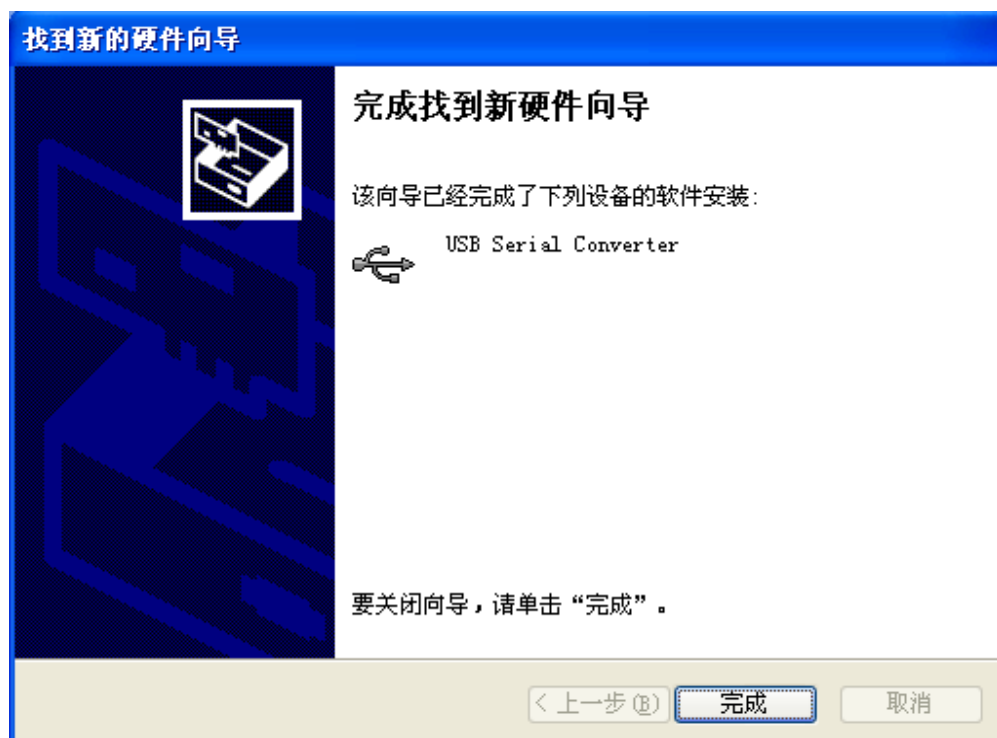 找到新的硬件向导
完成找到新硬件向导
该向导已经完成了下列设备的软件安装:
USB Serial Converter
要关闭向导，请单击“完成”。
< 上一步(B) 完成 取消